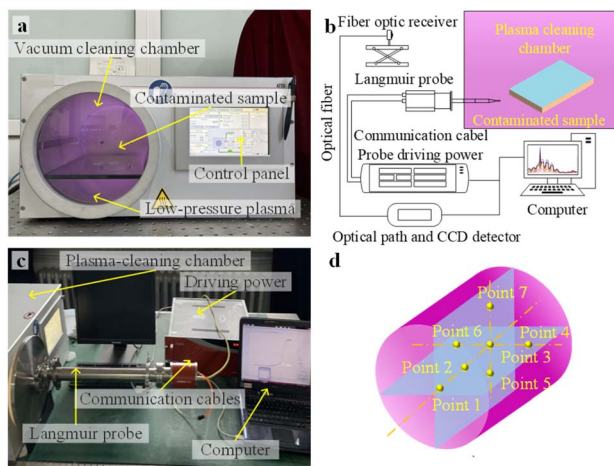 a
Vacuum cleaning chamber
Contaminated sample
Control panel
Low-pressure plasma
b
Fiber optic receiver
Plasma cleaning
chamber
Langmuir probe
Contaminated sample
Optical fiber
Communication cabel
Probe driving power
Computer
Optical path and CCD detector
c
Plasma-cleaning chamber
Driving power
Communication cables
Langmuir probe
Computer
d
Point 7
Point 6
Point 4
Point 2
Point 3
Point 5
Point 1